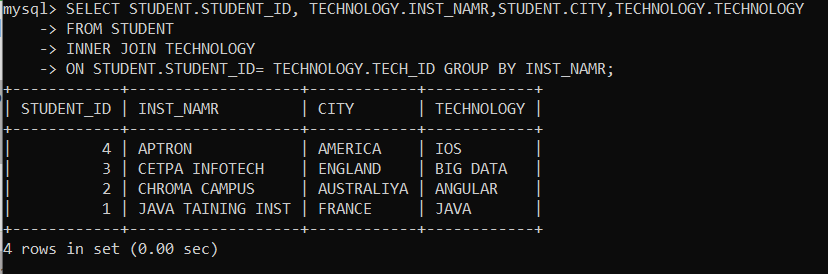 mysql> SELECT STUDENT.STUDENT_ID, TECHNOLOGY.INST_NAMR,STUDENT.CITY,TECHNOLOGY.TECHNOLOGY
    -> FROM STUDENT
    -> INNER JOIN TECHNOLOGY
    -> ON STUDENT.STUDENT_ID= TECHNOLOGY.TECH_ID GROUP BY INST_NAMR;
+------------+--------------------+------------+------------+
| STUDENT_ID | INST_NAMR          | CITY       | TECHNOLOGY |
+------------+--------------------+------------+------------+
|          4 | APTRON             | AMERICA    | IOS        |
|          3 | CETPA INFOTECH     | ENGLAND    | BIG DATA   |
|          2 | CHROMA CAMPUS      | AUSTRALIYA | ANGULAR    |
|          1 | JAVA TAINING INST  | FRANCE     | JAVA       |
+------------+--------------------+------------+------------+
4 rows in set (0.00 sec)